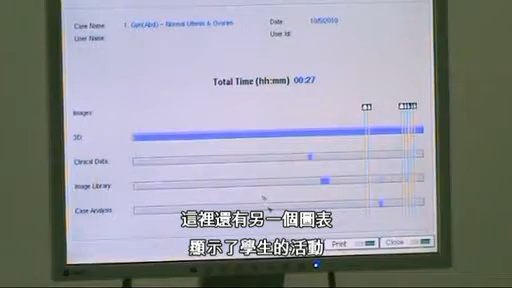 Case Name: 1. Gyn(Abd) – Normal Uterus & Ovaries Date: 10/5/2010
User Name: User Id:
Total Time (hh:mm) 00:27
Images:
3D:
Clinical Data:
Image Library:
Case Analysis:
這裡還有另一個圖表
顯示了學生的活動
Print Close